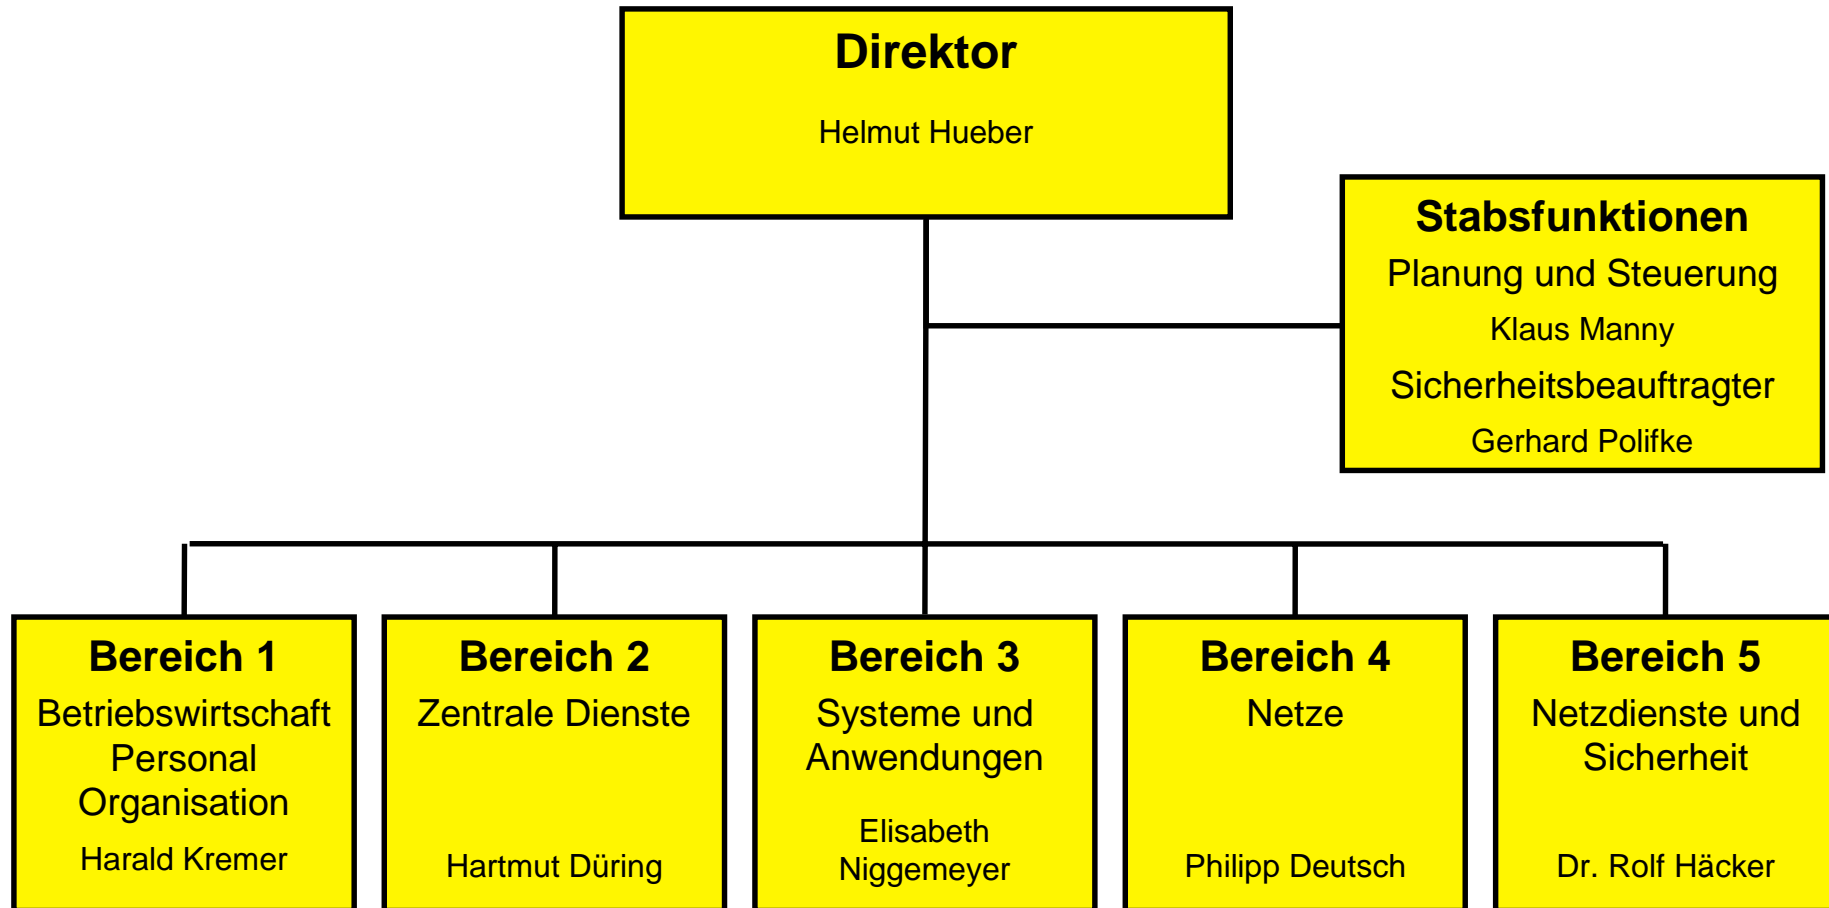 Direktor
Helmut Hueber
Stabsfunktionen
Planung und Steuerung
Klaus Manny
Sicherheitsbeauftragter
Gerhard Polifke
Bereich 1
Betriebswirtschaft
Personal
Organisation
Harald Kremer
Bereich 2
Zentrale Dienste
Hartmut Düring
Bereich 3
Systeme und
Anwendungen
Elisabeth
Niggemeyer
Bereich 4
Netze
Philipp Deutsch
Bereich 5
Netzdienste und
Sicherheit
Dr. Rolf Häcker